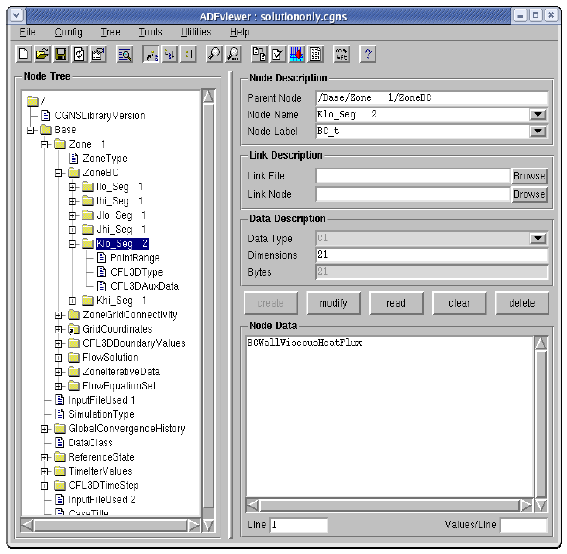 ADFviewer : solutiononly.cgns
File Config Tree Tools Utilities Help
Node Tree
/
CGNSLibraryVersion
Base
Zone 1
ZoneType
ZoneBC
Ilo_Seg 1
Ihi_Seg 1
Jlo_Seg 1
Jhi_Seg 1
Klo_Seg 2
PointRange
CFL3DType
CFL3DAuxData
Khi_Seg 1
ZoneGridConnectivity
GridCoordinates
CFL3DBoundaryValues
FlowSolution
ZoneIterativeData
FlowEquationSet
InputFileUsed 1
SimulationType
GlobalConvergenceHistory
DataClass
ReferenceState
TimeIterValues
CFL3DTimeStep
InputFileUsed 2
CaseTitle
Node Description
Parent Node /Base/Zone 1/ZoneBC
Node Name Klo_Seg 2
Node Label BC_t
Link Description
Link File Browse
Link Node Browse
Data Description
Data Type C1
Dimensions 21
Bytes 21
create modify read clear delete
Node Data
BCWallViscousHeatFlux
Line 1 Values/Line